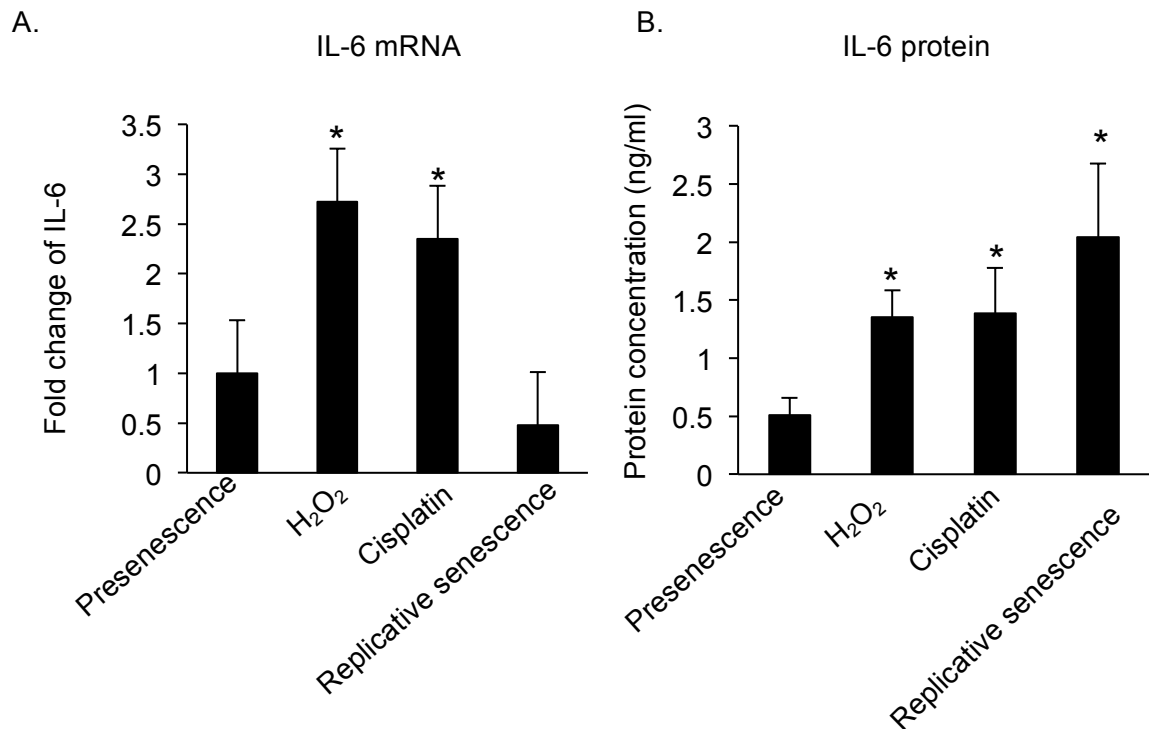 A.
IL-6 mRNA
Fold change of IL-6
3.5
3
2.5
2
1.5
1
0.5
0
*
*
Presenescence
H₂O₂
Cisplatin
Replicative senescence
B.
IL-6 protein
Protein concentration (ng/ml)
3
2.5
2
1.5
1
0.5
0
*
*
*
Presenescence
H₂O₂
Cisplatin
Replicative senescence